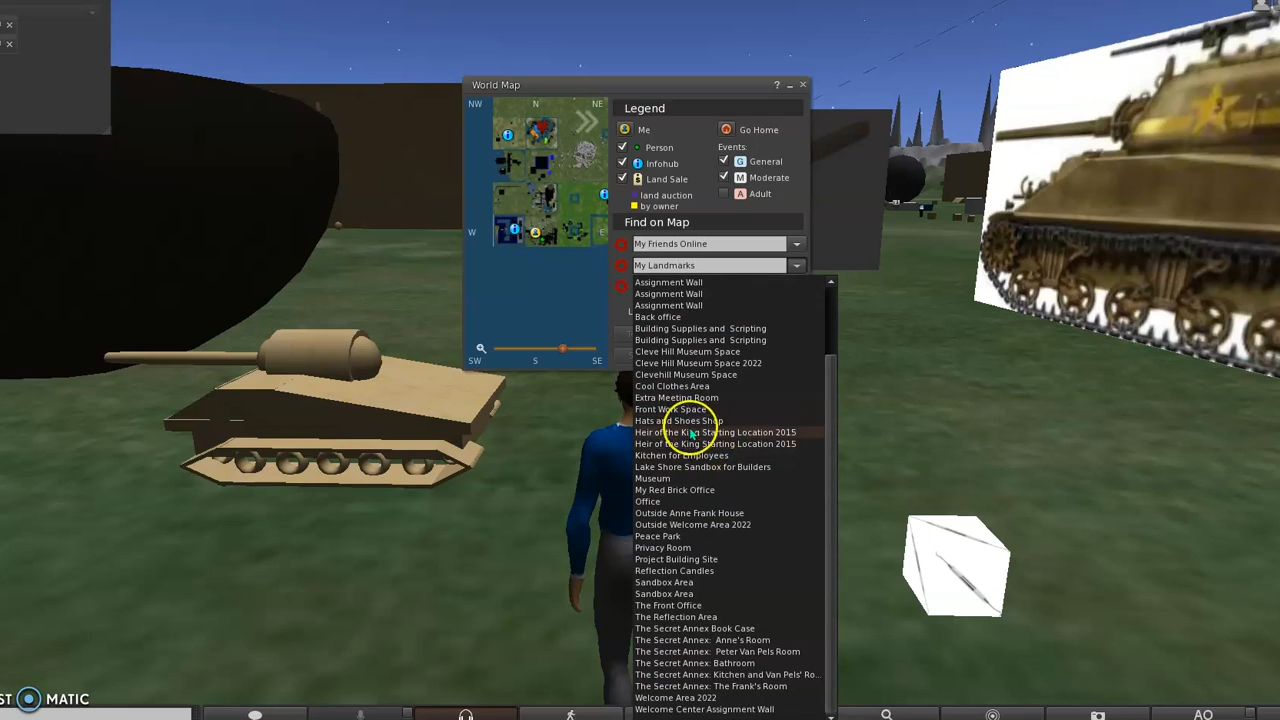 World Map
?
NW
N
NE
W
E
SW
S
SE
Legend
Me
Go Home
Person
Events:
Infohub
G General
Land Sale
M Moderate
land auction
A Adult
by owner
Find on Map
My Friends Online
My Landmarks
Assignment Wall
Assignment Wall
Assignment Wall
Back office
Building Supplies and Scripting
Building Supplies and Scripting
Cleve Hill Museum Space
Cleve Hill Museum Space 2022
Clevehill Museum Space
Cool Clothes Area
Extra Meeting Room
Front Work Space
Hats and Shoes Shop
Heir of the King Starting Location 2015
Heir of the King Starting Location 2015
Kitchen for Employees
Lake Shore Sandbox for Builders
Museum
My Red Brick Office
Office
Outside Anne Frank House
Outside Welcome Area 2022
Peace Park
Privacy Room
Project Building Site
Reflection Candles
Sandbox Area
Sandbox Area
The Front Office
The Reflection Area
The Secret Annex Book Case
The Secret Annex: Anne's Room
The Secret Annex: Peter Van Pels Room
The Secret Annex: Bathroom
The Secret Annex: Kitchen and Van Pels' Ro...
The Secret Annex: The Frank's Room
Welcome Area 2022
Welcome Center Assignment Wall
ST MATIC
AO